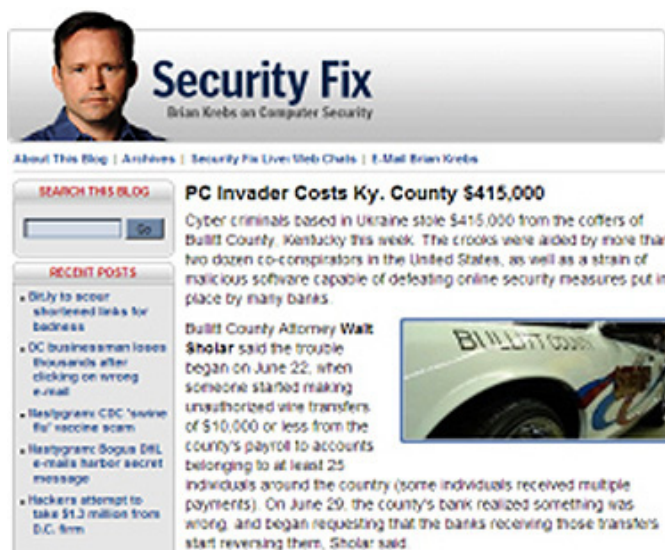 Security Fix
Brian Krebs on Computer Security
About This Blog | Archives | Security Fix Live: Web Chats | E-Mail Brian Krebs
SEARCH THIS BLOG
Go
RECENT POSTS
Bit.ly to scour
shortened links for
badness
DC businessman loses
thousands after
clicking on wrong
e-mail
Nastygram: CDC 'swine
flu' vaccine scam
Nastygram: Bogus DHL
e-mails harbor secret
message
Hackers attempt to
take $1.3 million from
D.C. firm
PC Invader Costs Ky. County $415,000
Cyber criminals based in Ukraine stole $415,000 from the coffers of
Bullitt County, Kentucky this week. The crooks were aided by more than
two dozen co-conspirators in the United States, as well as a strain of
malicious software capable of defeating online security measures put in
place by many banks.
Bullitt County Attorney Walt
Sholar said the trouble
began on June 22, when
someone started making
unauthorized wire transfers
of $10,000 or less from the
county's payroll to accounts
belonging to at least 25
individuals around the country (some individuals received multiple
payments). On June 29, the county's bank realized something was
wrong, and began requesting that the banks receiving those transfers
start reversing them, Sholar said.
BULLITT COUNTY